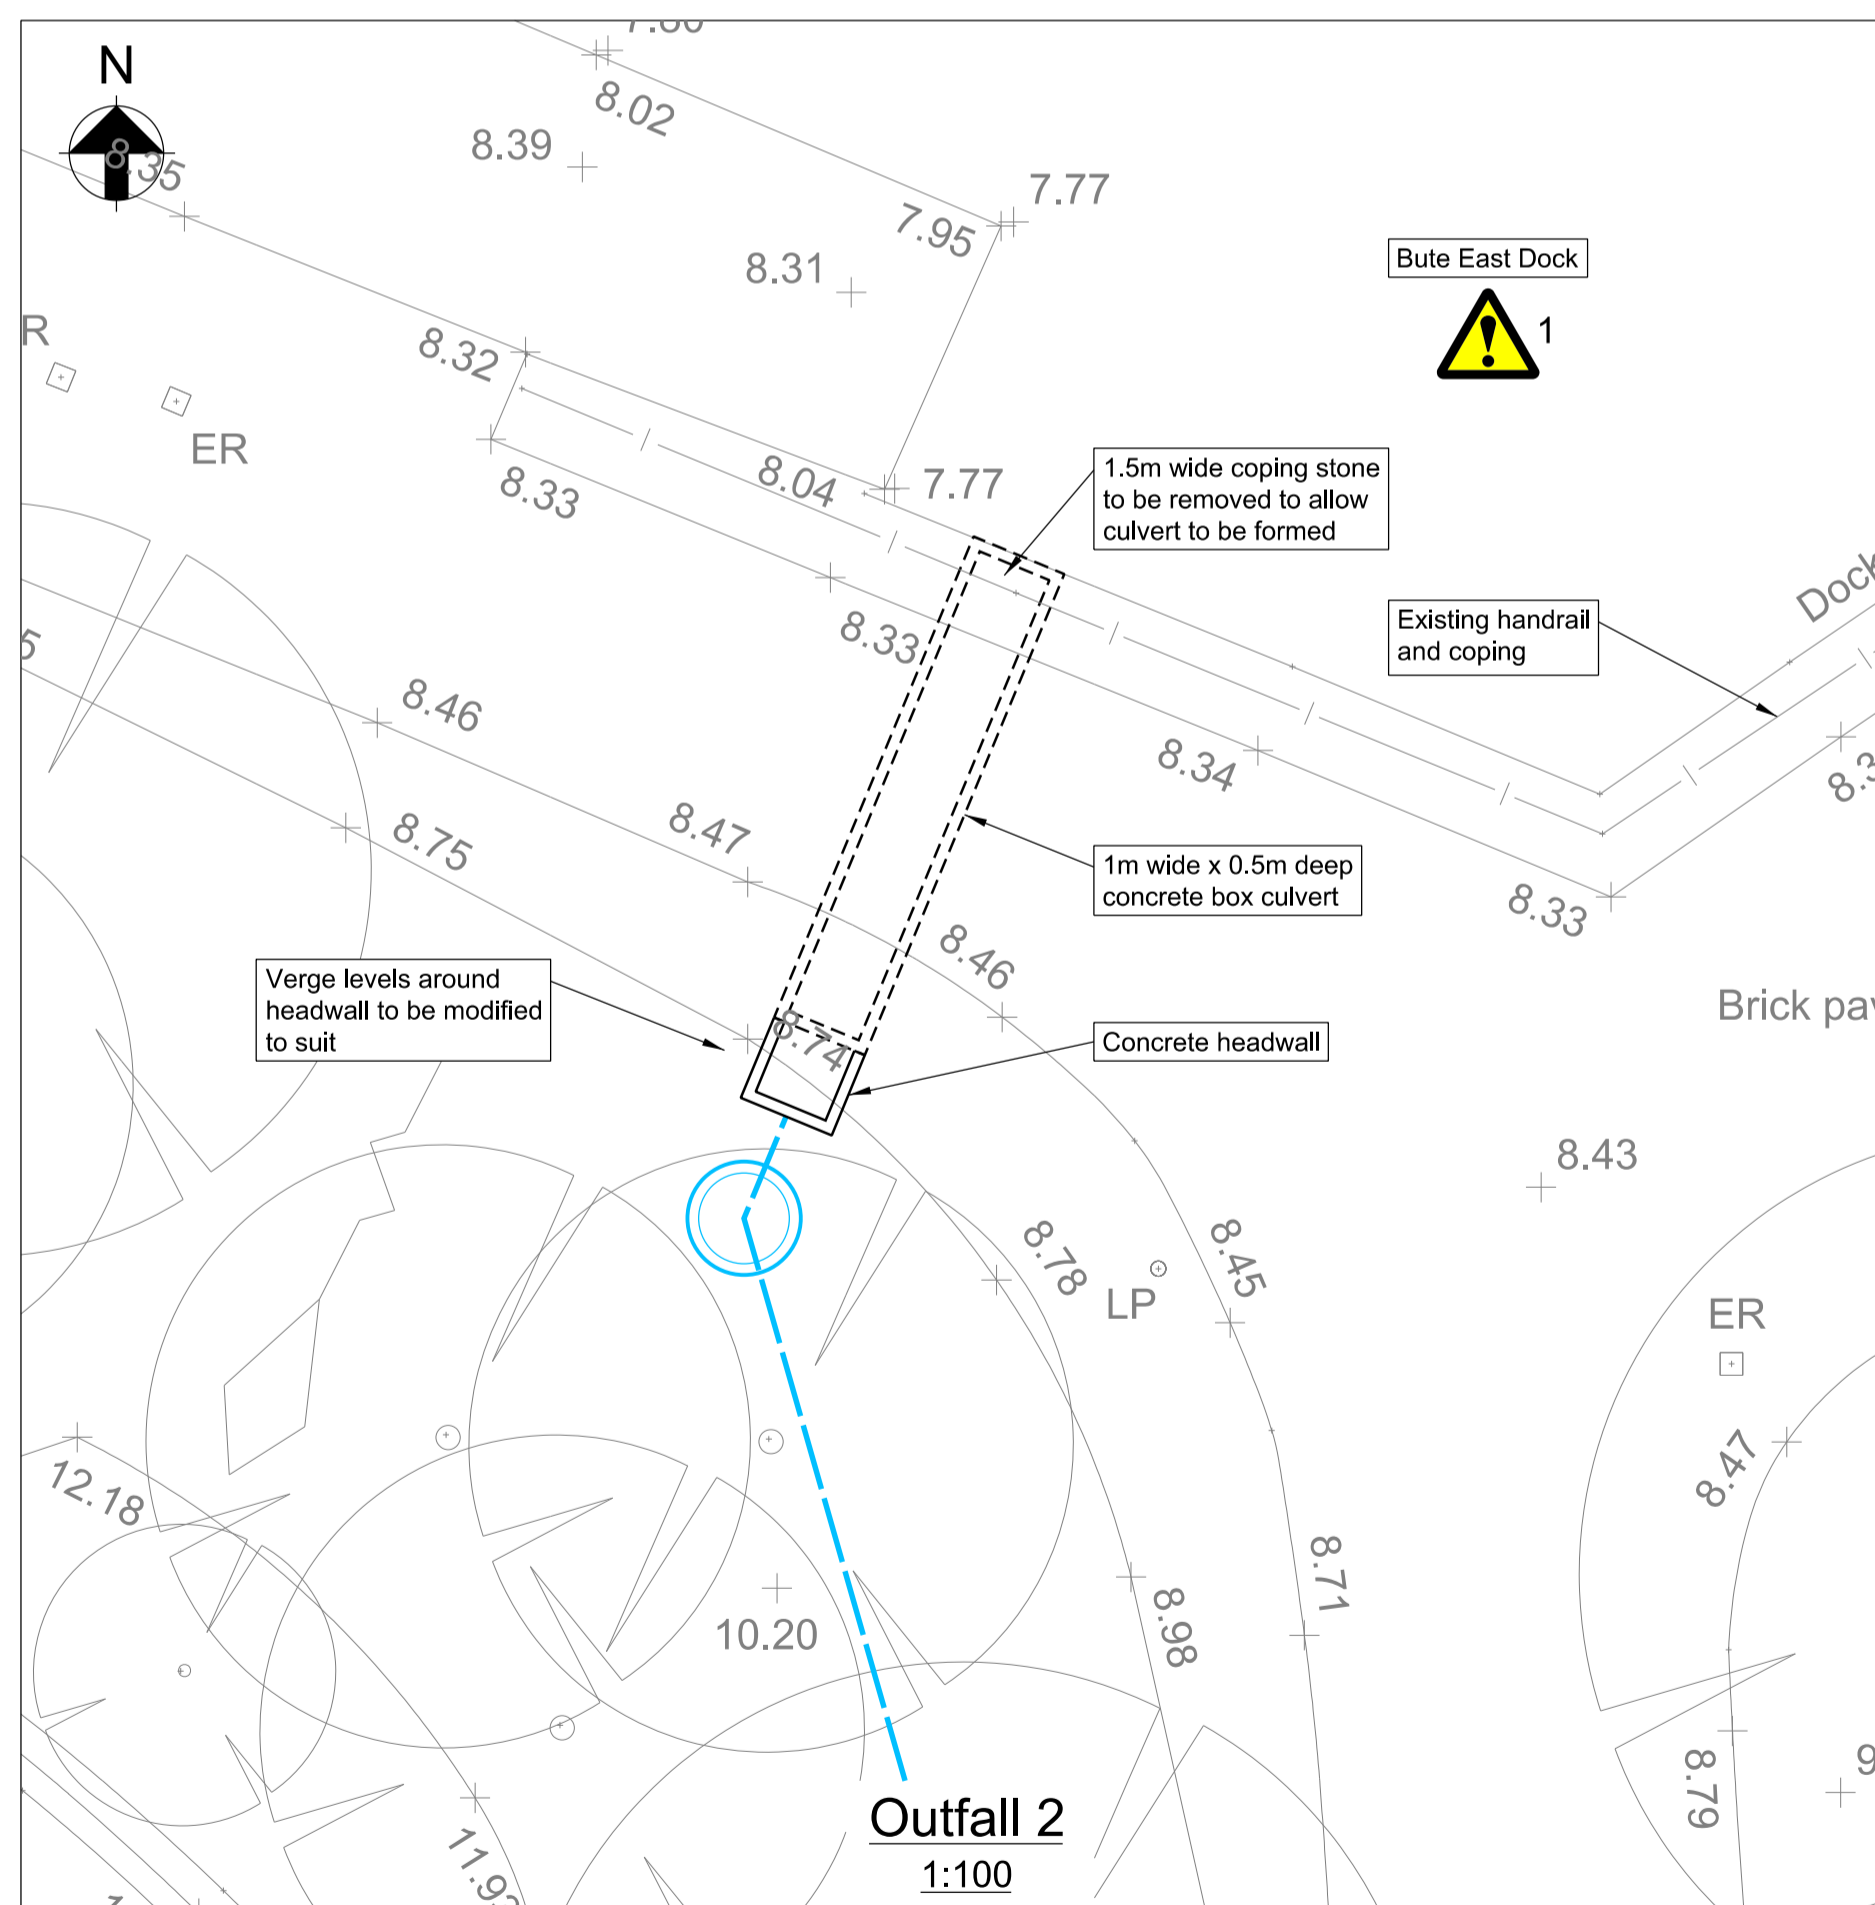 N
8.02
8.39
8.35
7.77
7.95
8.31
Bute East Dock
1
R
8.32
ER
8.33
8.04
7.77
1.5m wide coping stone
to be removed to allow
culvert to be formed
Existing handrail
and coping
8.33
8.46
8.34
8.47
8.75
1m wide x 0.5m deep
concrete box culvert
8.33
8.46
Verge levels around
headwall to be modified
to suit
8.74
Concrete headwall
8.43
8.78
8.45
LP
ER
8.47
12.18
8.71
8.98
10.20
8.79
Outfall 2
1:100